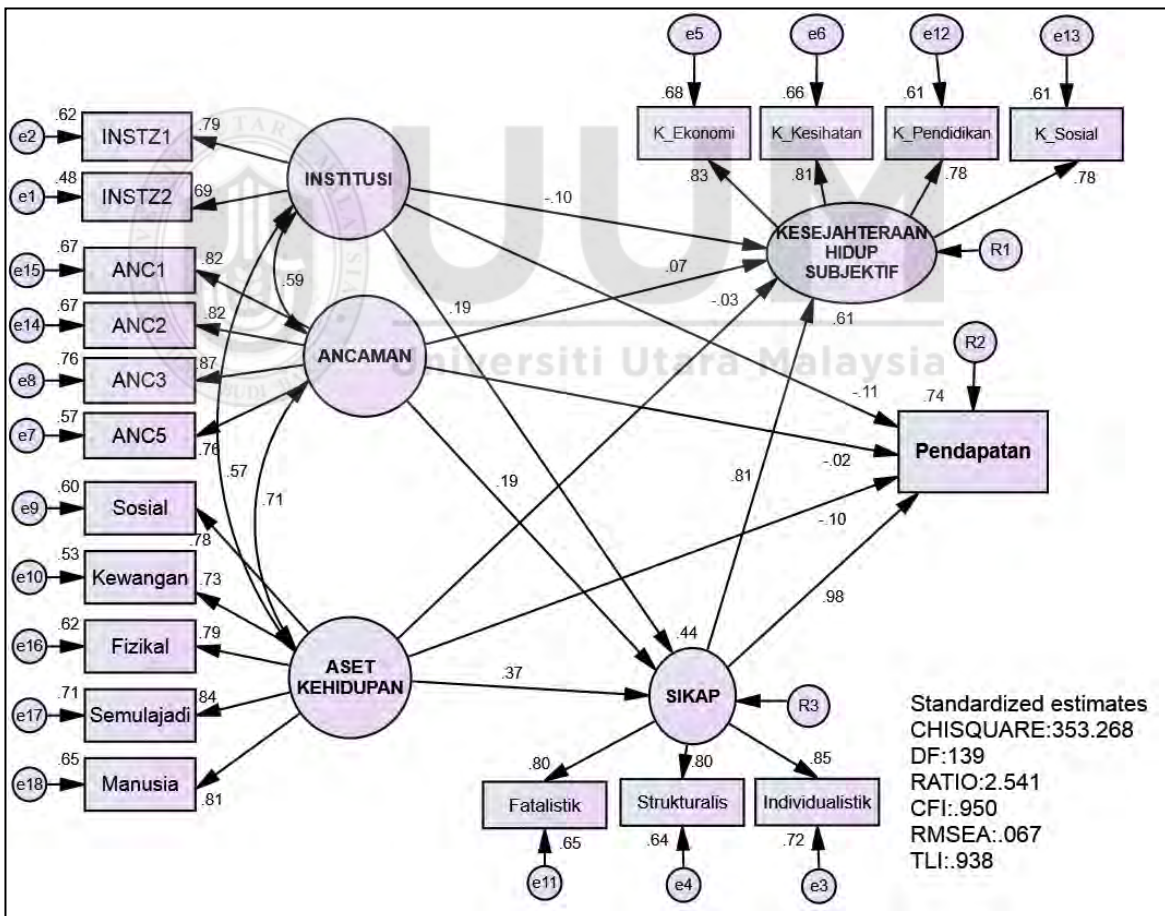 e5
e6
e12
e13
.68
.66
.61
.61
K_Ekonomi
K_Kesihatan
K_Pendidikan
K_Sosial
.83
.81
.78
.78
e2
.62
INSTZ1
.79
e1
.48
INSTZ2
.69
INSTITUSI
e15
.67
ANC1
.82
e14
.67
ANC2
.82
e8
.76
ANC3
.87
e7
.57
ANC5
.76
ANCAMAN
.59
.57
.71
-.10
.07
-.03
.19
.61
KESEJAHTERAAN
HIDUP
SUBJEKTIF
R1
UUM
Universiti Utara Malaysia
R2
.74
Pendapatan
-.11
-.02
-.10
.98
.81
.19
e9
.60
Sosial
.78
e10
.53
Kewangan
.73
e16
.62
Fizikal
.79
e17
.71
Semulajadi
.84
e18
.65
Manusia
.81
ASET
KEHIDUPAN
.37
.44
SIKAP
R3
.80
.80
.85
Fatalistik
Strukturalis
Individualistik
.65
.64
.72
e11
e4
e3
Standardized estimates
CHISQUARE:353.268
DF:139
RATIO:2.541
CFI:.950
RMSEA:.067
TLI:.938